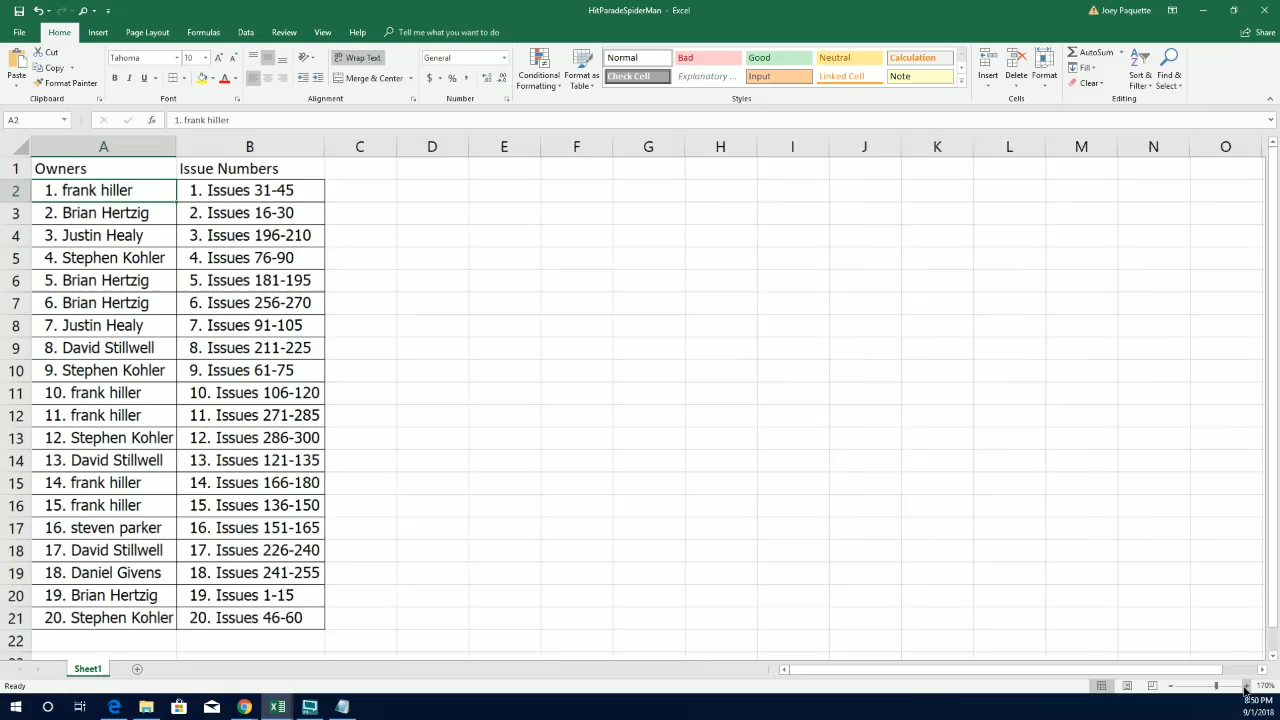 HitParadeSpiderMan - Excel
Joey Paquette
File Home Insert Page Layout Formulas Data Review View Help Tell me what you want to do Share
Paste Cut Copy Format Painter Clipboard
Tahoma 10 B I U Font
Wrap Text Merge & Center Alignment
General $ % , Number
Conditional Formatting Format as Table
Normal Bad Good Neutral Calculation
Check Cell Explanatory ... Input Linked Cell Note
Styles
Insert Delete Format Cells
AutoSum Fill Clear Sort & Filter Find & Select Editing
A2 fx 1. frank hiller
A B C D E F G H I J K L M N O
1 Owners Issue Numbers
2 1. frank hiller 1. Issues 31-45
3 2. Brian Hertzig 2. Issues 16-30
4 3. Justin Healy 3. Issues 196-210
5 4. Stephen Kohler 4. Issues 76-90
6 5. Brian Hertzig 5. Issues 181-195
7 6. Brian Hertzig 6. Issues 256-270
8 7. Justin Healy 7. Issues 91-105
9 8. David Stillwell 8. Issues 211-225
10 9. Stephen Kohler 9. Issues 61-75
11 10. frank hiller 10. Issues 106-120
12 11. frank hiller 11. Issues 271-285
13 12. Stephen Kohler 12. Issues 286-300
14 13. David Stillwell 13. Issues 121-135
15 14. frank hiller 14. Issues 166-180
16 15. frank hiller 15. Issues 136-150
17 16. steven parker 16. Issues 151-165
18 17. David Stillwell 17. Issues 226-240
19 18. Daniel Givens 18. Issues 241-255
20 19. Brian Hertzig 19. Issues 1-15
21 20. Stephen Kohler 20. Issues 46-60
22
Sheet1
Ready 170%
8:50 PM
9/1/2018